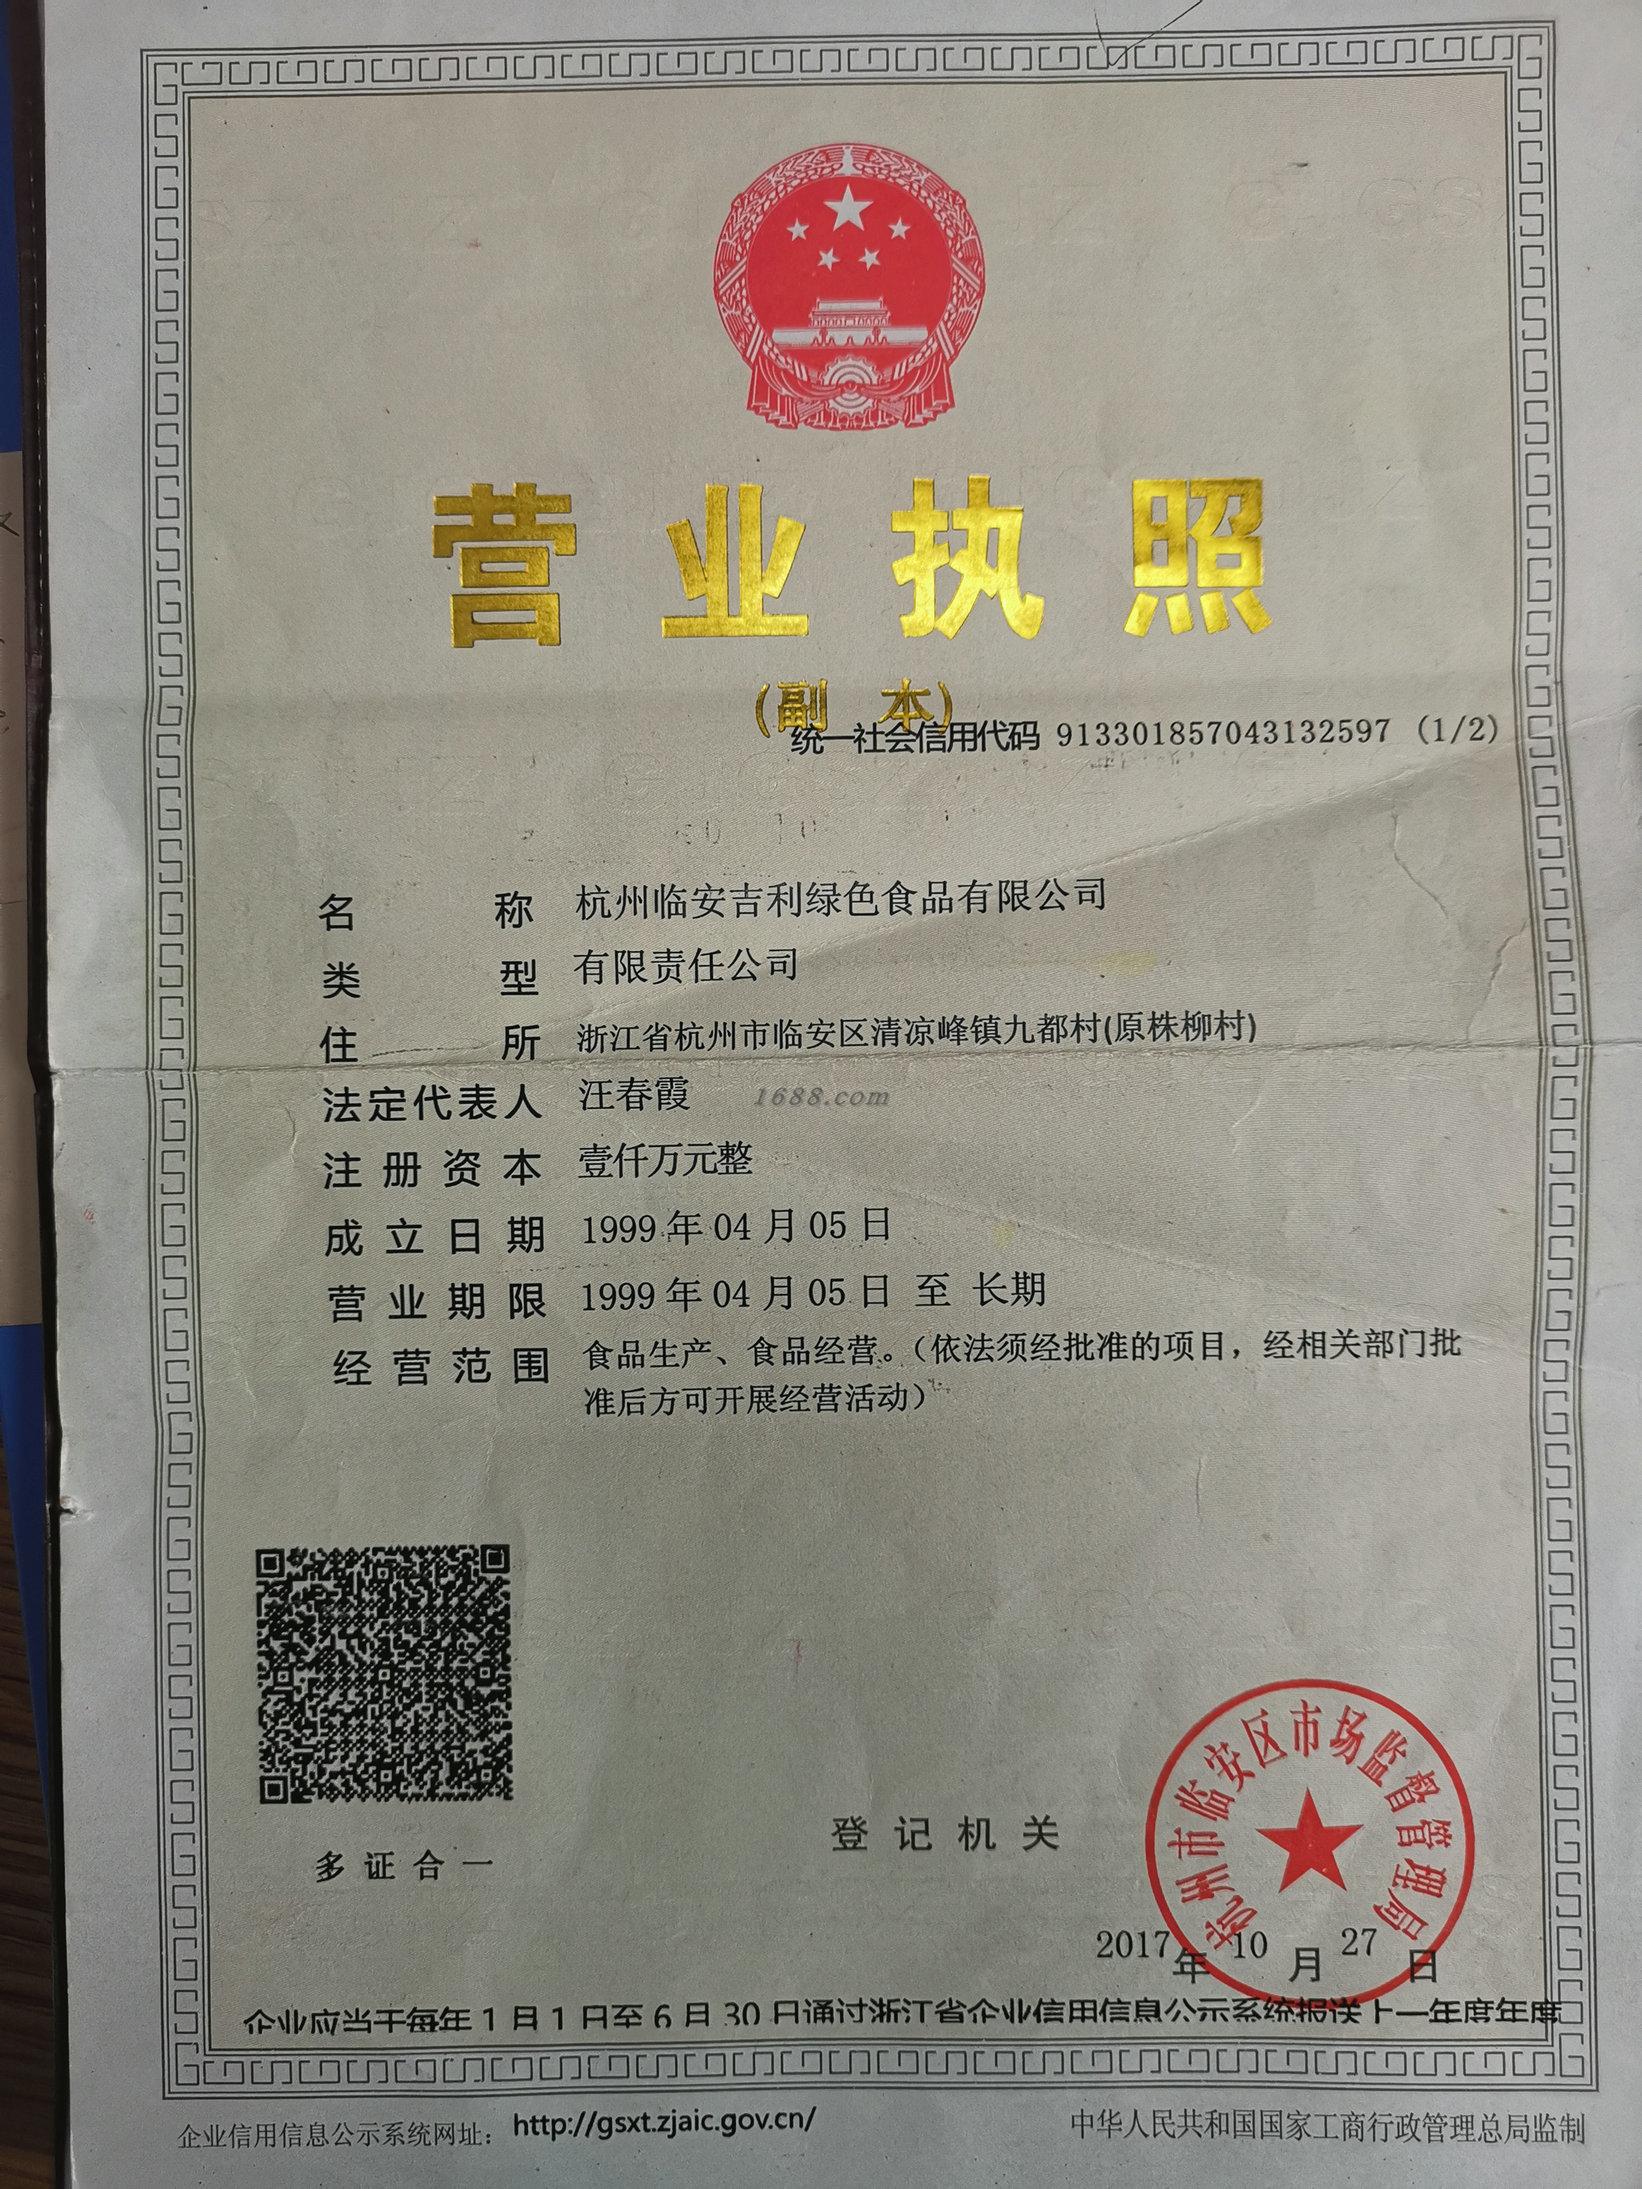 营业执照
(副 本)
统一社会信用代码 913301857043132597 (1/2)
名 称 杭州临安吉利绿色食品有限公司
类 型 有限责任公司
住 所 浙江省杭州市临安区清凉峰镇九都村(原株柳村)
法定代表人 汪春霞
1688.com
注册资本 壹仟万元整
成立日期 1999年04月05日
营业期限 1999年04月05日 至 长期
经营范围 食品生产、食品经营。(依法须经批准的项目，经相关部门批
准后方可开展经营活动)
多证合一
登记机关
杭州市临安区市场监督管理局
2017年10月27日
企业应当于每年1月1日至6月30日通过浙江省企业信用信息公示系统报送上一年度年度
企业信用信息公示系统网址: http://gsxt.zjaic.gov.cn/
中华人民共和国国家工商行政管理总局监制